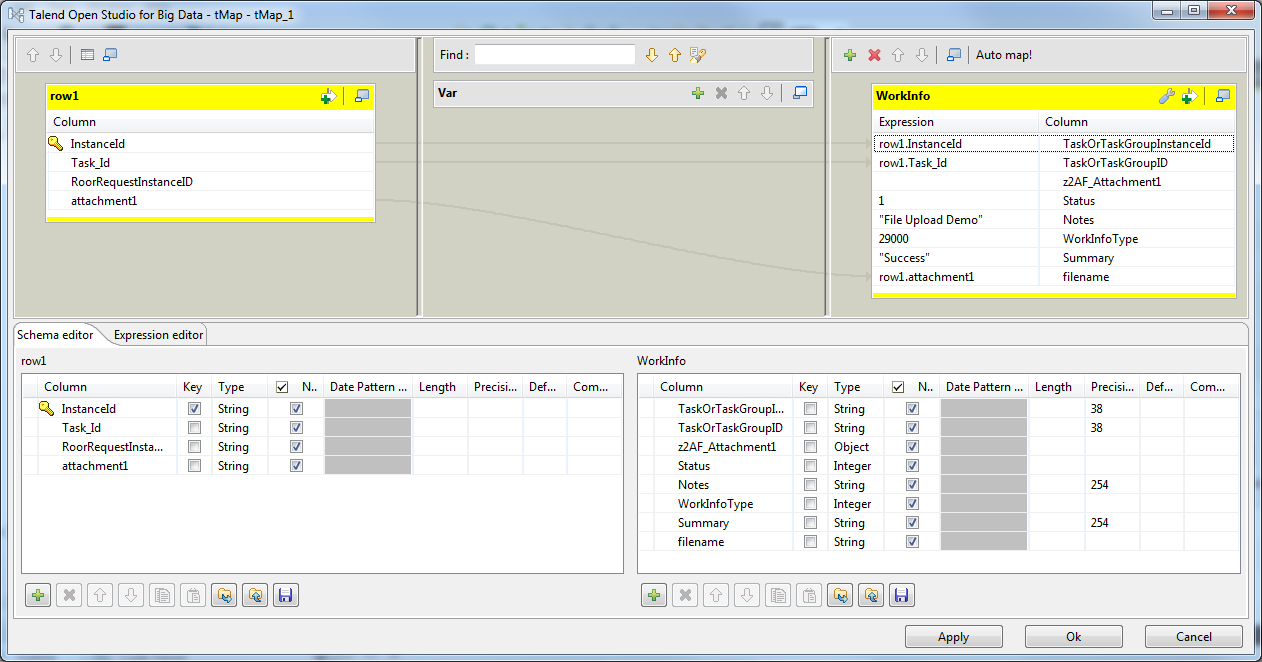 Talend Open Studio for Big Data - tMap - tMap_1
Find :
Auto map!
row1
Column
InstanceId
Task_Id
RoorRequestInstanceID
attachment1
Var
WorkInfo
Expression Column
row1.InstanceId TaskOrTaskGroupInstanceId
row1.Task_Id TaskOrTaskGroupID
z2AF_Attachment1
1 Status
"File Upload Demo" Notes
29000 WorkInfoType
"Success" Summary
row1.attachment1 filename
Schema editor Expression editor
row1
Column Key Type N.. Date Pattern ... Length Precisi... Def... Com...
InstanceId String
Task_Id String
RoorRequestInsta... String
attachment1 String
WorkInfo
Column Key Type N.. Date Pattern ... Length Precisi... Def... Com...
TaskOrTaskGroupI... String 38
TaskOrTaskGroupID String 38
z2AF_Attachment1 Object
Status Integer
Notes String 254
WorkInfoType Integer
Summary String 254
filename String
Apply Ok Cancel